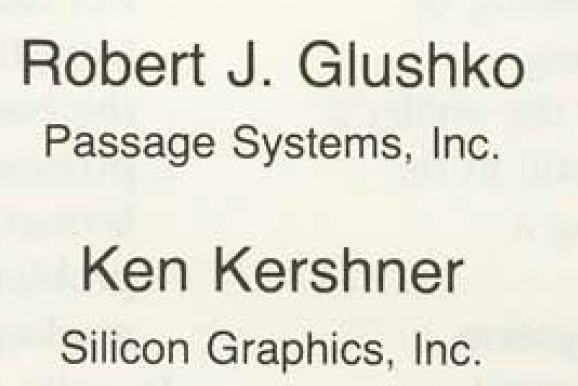 Robert J. Glushko
Passage Systems, Inc.
Ken Kershner
Silicon Graphics, Inc.